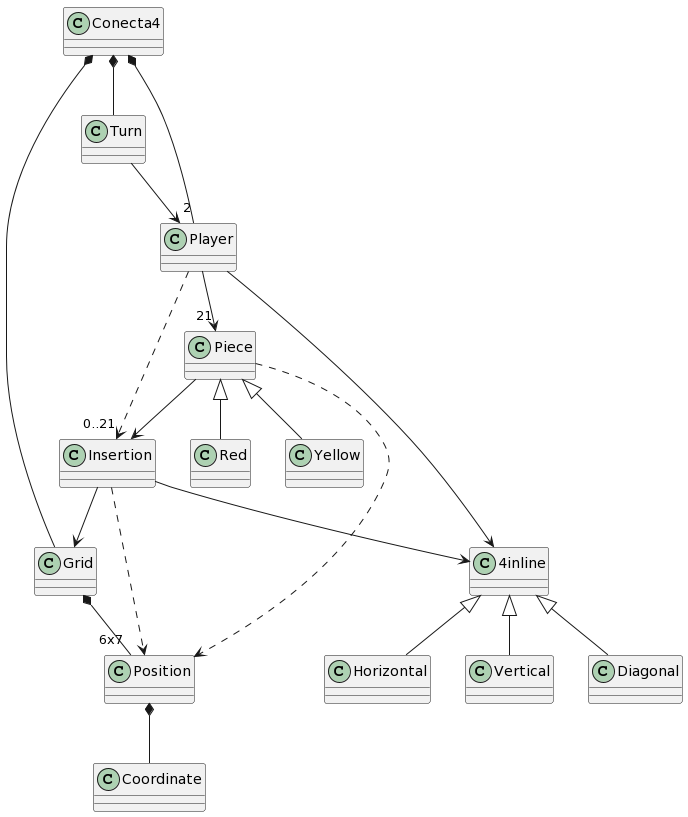 C Conecta4
C Turn
2
C Player
21
C Piece
0..21
C Insertion
C Red
C Yellow
C Grid
C 4inline
6x7
C Position
C Horizontal
C Vertical
C Diagonal
C Coordinate